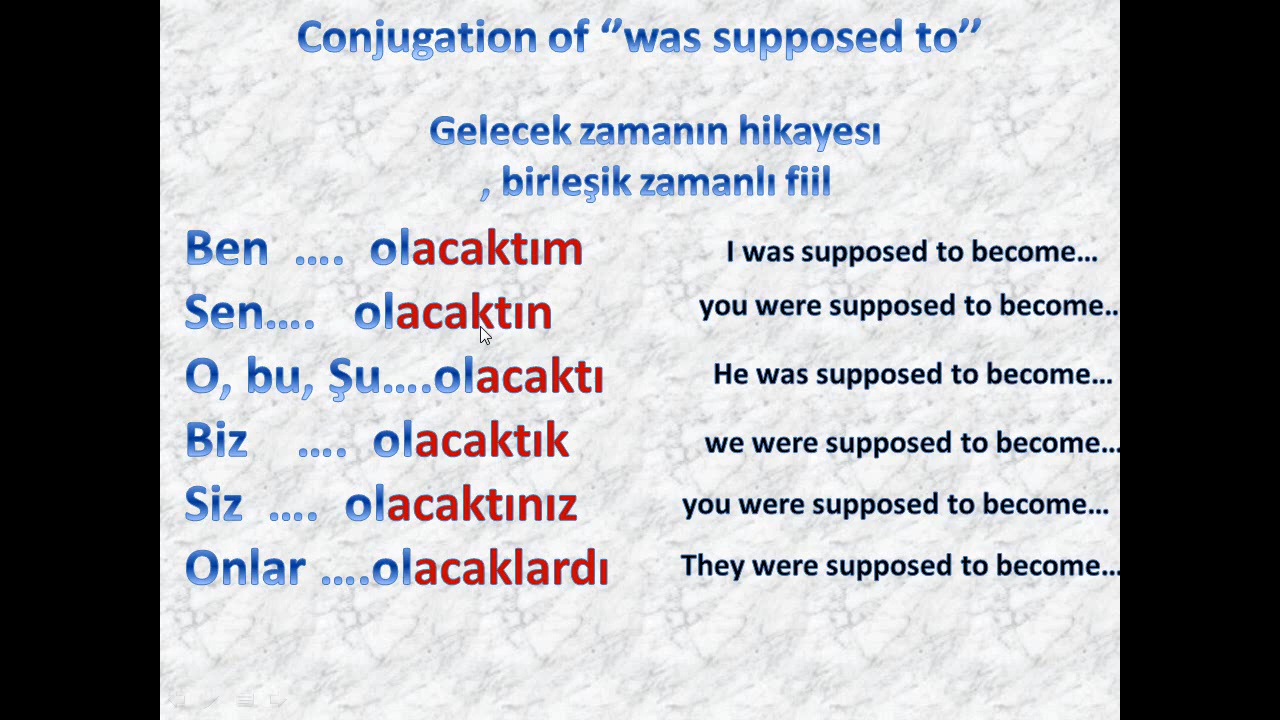 Conjugation of ‘’was supposed to’’
Gelecek zamanın hikayesı
, birleşik zamanlı fiil
Ben .... olacaktım I was supposed to become...
Sen.... olacaktın you were supposed to become..
O, bu, Şu....olacaktı He was supposed to become...
Biz .... olacaktık we were supposed to become...
Siz .... olacaktınız you were supposed to become...
Onlar ....olacaklardı They were supposed to become...